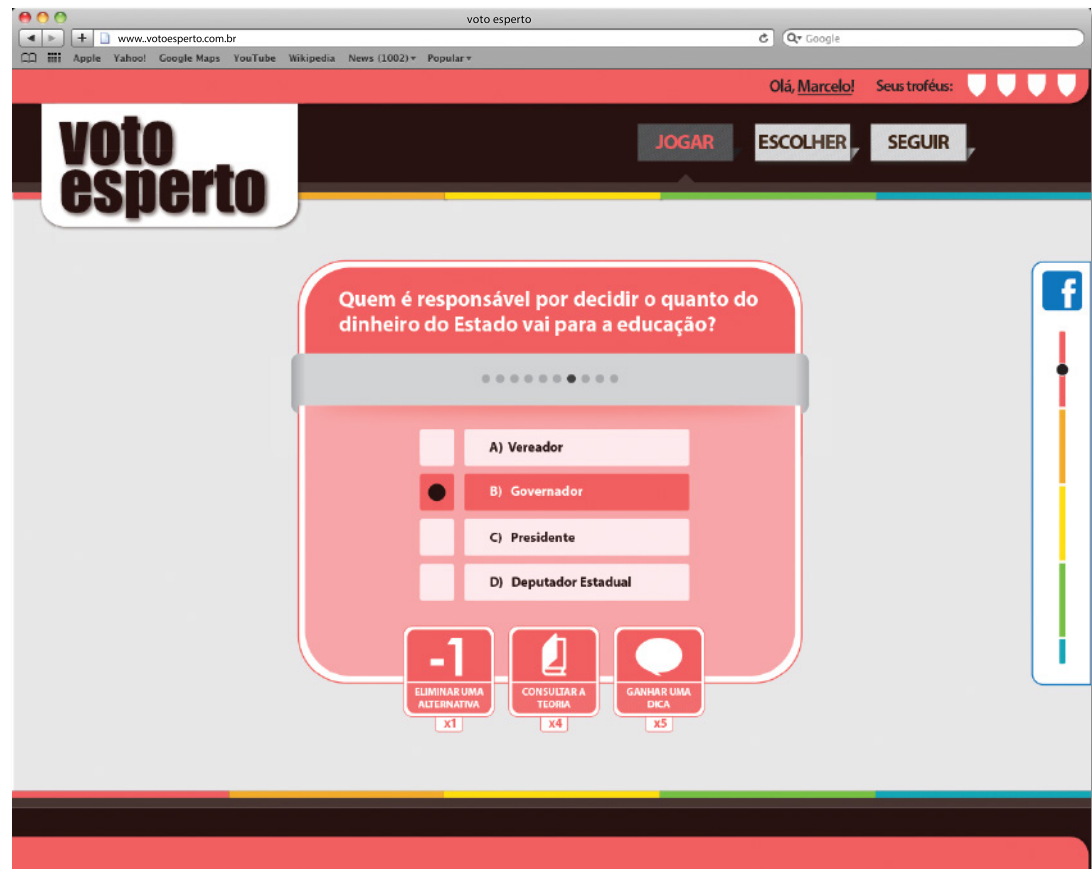 voto esperto
www..votoesperto.com.br
Google
Apple Yahoo! Google Maps YouTube Wikipedia News (1002) Popular
Olá, Marcelo! Seus troféus:
voto
esperto
JOGAR ESCOLHER SEGUIR
f
Quem é responsável por decidir o quanto do
dinheiro do Estado vai para a educação?
A) Vereador
B) Governador
C) Presidente
D) Deputador Estadual
-1
ELIMINAR UMA
ALTERNATIVA
x1
CONSULTAR A
TEORIA
x4
GANHAR UMA
DICA
x5